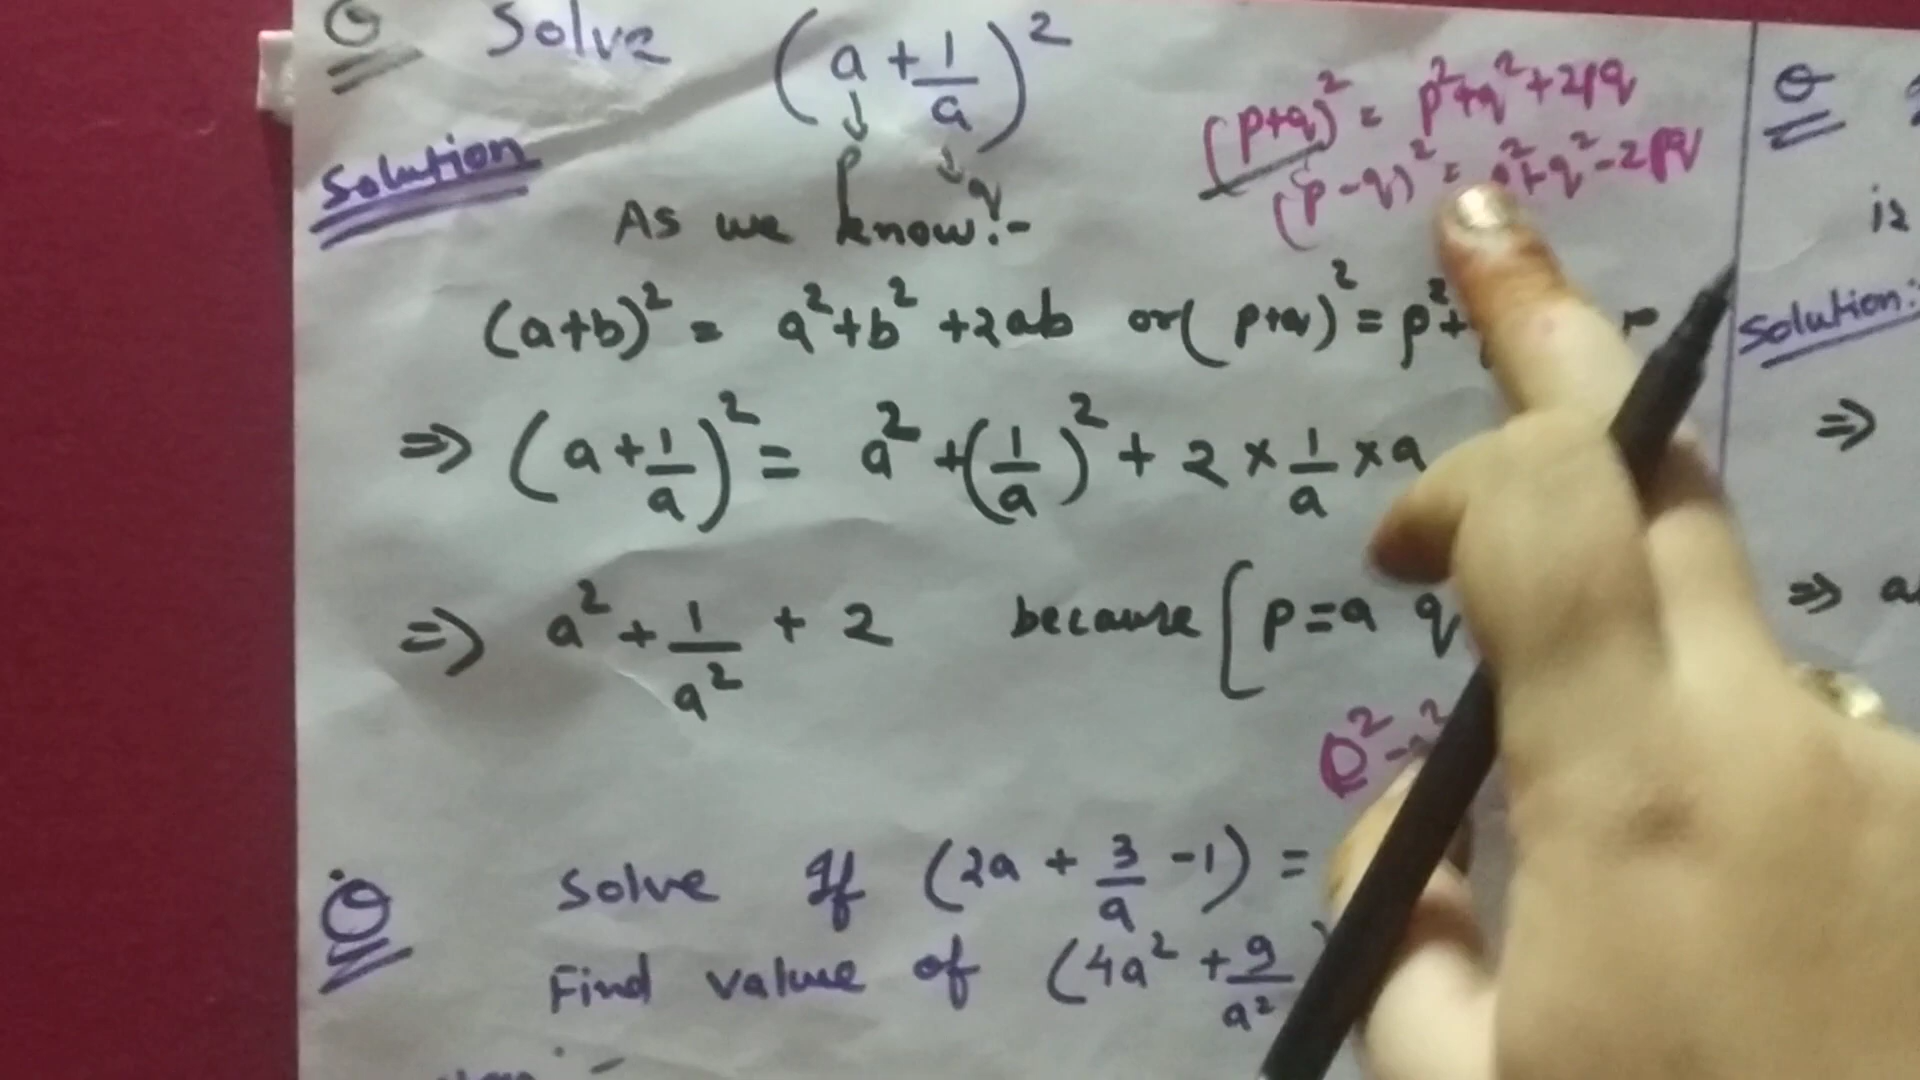 Q Solve (a + 1/a)²
↓ p ↓ q
(p+q)² = p²+q²+2pq
(p-q)² = p²+q²-2pq
Solution
As we know:-
(a+b)² = a²+b²+2ab or (p+q)² = p²+
⇒ (a + 1/a)² = a² + (1/a)² + 2 × 1/a × a
⇒ a² + 1/a² + 2 because [p=a q
Q Solve If (2a + 3/a -1) =
Find value of (4a² + 9/a²
Q
is
Solution:
⇒
⇒